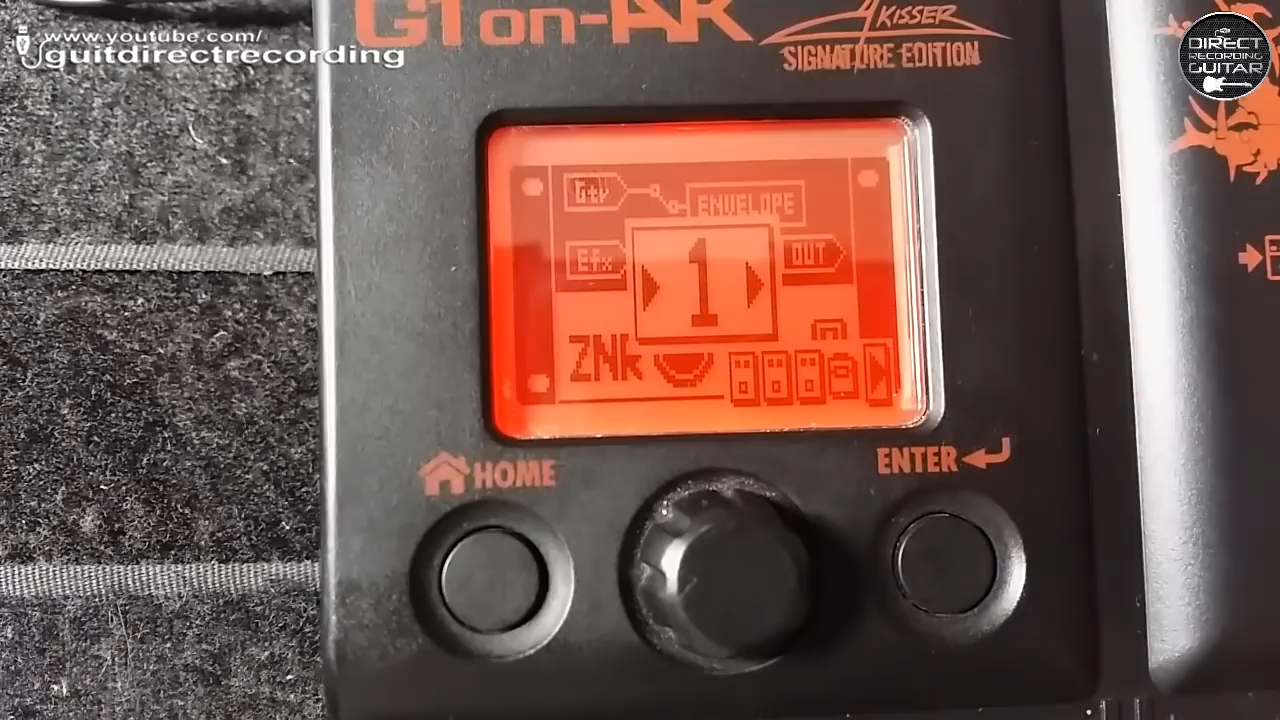 www.youtube.com/
guitdirectrecording
G1on-AK
A KISSER
SIGNATURE EDITION
DIRECT
RECORDING
GUITAR
Gtr
ENVELOPE
Efx
1
OUT
ZNR
HOME
ENTER